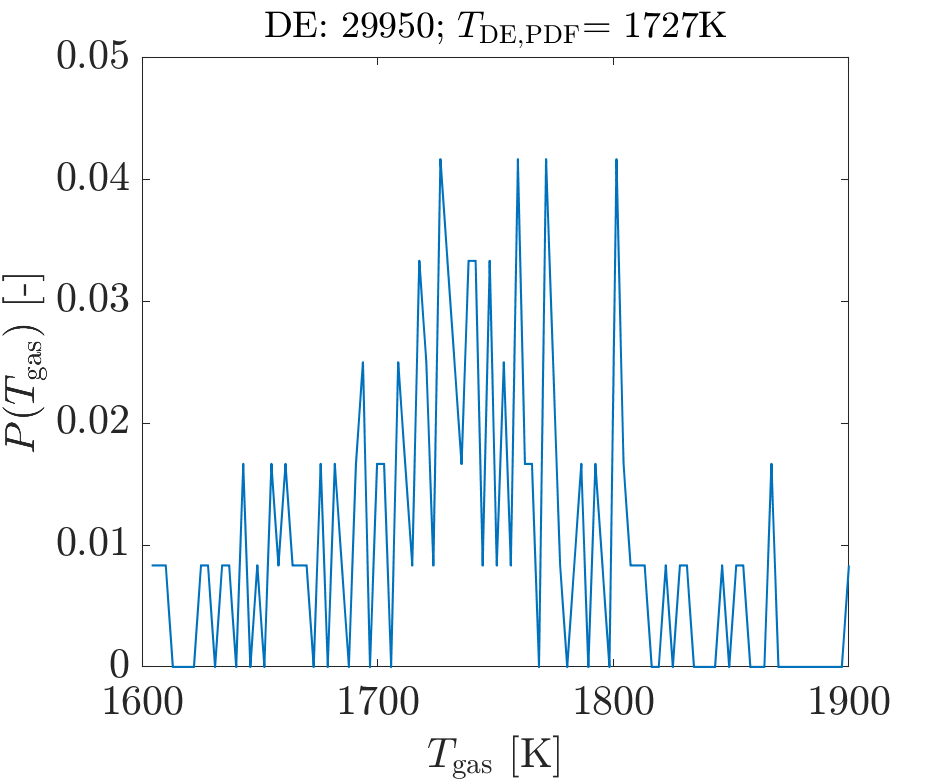 DE: 29950; T_DE,PDF= 1727K
0.05
0.04
0.03
0.02
0.01
0
P(T_gas) [-]
1600 1700 1800 1900
T_gas [K]